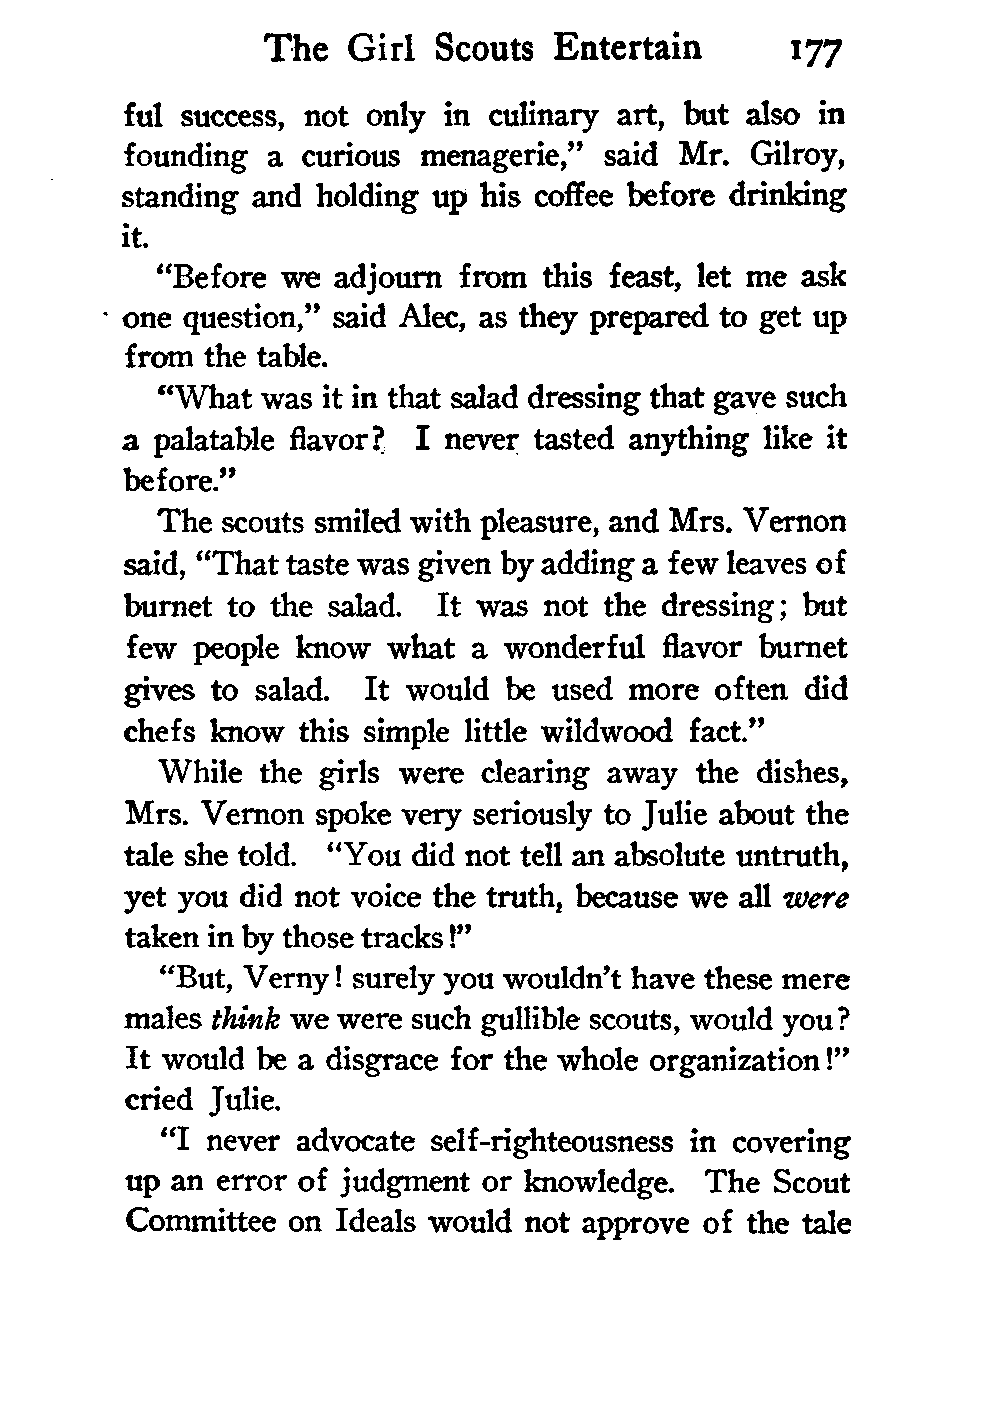 The Girl Scouts Entertain 177
ful success, not only in culinary art, but also in
founding a curious menagerie," said Mr. Gilroy,
standing and holding up his coffee before drinking
it.
"Before we adjourn from this feast, let me ask
one question," said Alec, as they prepared to get up
from the table.
"What was it in that salad dressing that gave such
a palatable flavor? I never tasted anything like it
before."
The scouts smiled with pleasure, and Mrs. Vernon
said, "That taste was given by adding a few leaves of
burnet to the salad. It was not the dressing; but
few people know what a wonderful flavor burnet
gives to salad. It would be used more often did
chefs know this simple little wildwood fact."
While the girls were clearing away the dishes,
Mrs. Vernon spoke very seriously to Julie about the
tale she told. "You did not tell an absolute untruth,
yet you did not voice the truth, because we all were
taken in by those tracks!"
"But, Verny! surely you wouldn't have these mere
males think we were such gullible scouts, would you?
It would be a disgrace for the whole organization!"
cried Julie.
"I never advocate self-righteousness in covering
up an error of judgment or knowledge. The Scout
Committee on Ideals would not approve of the tale